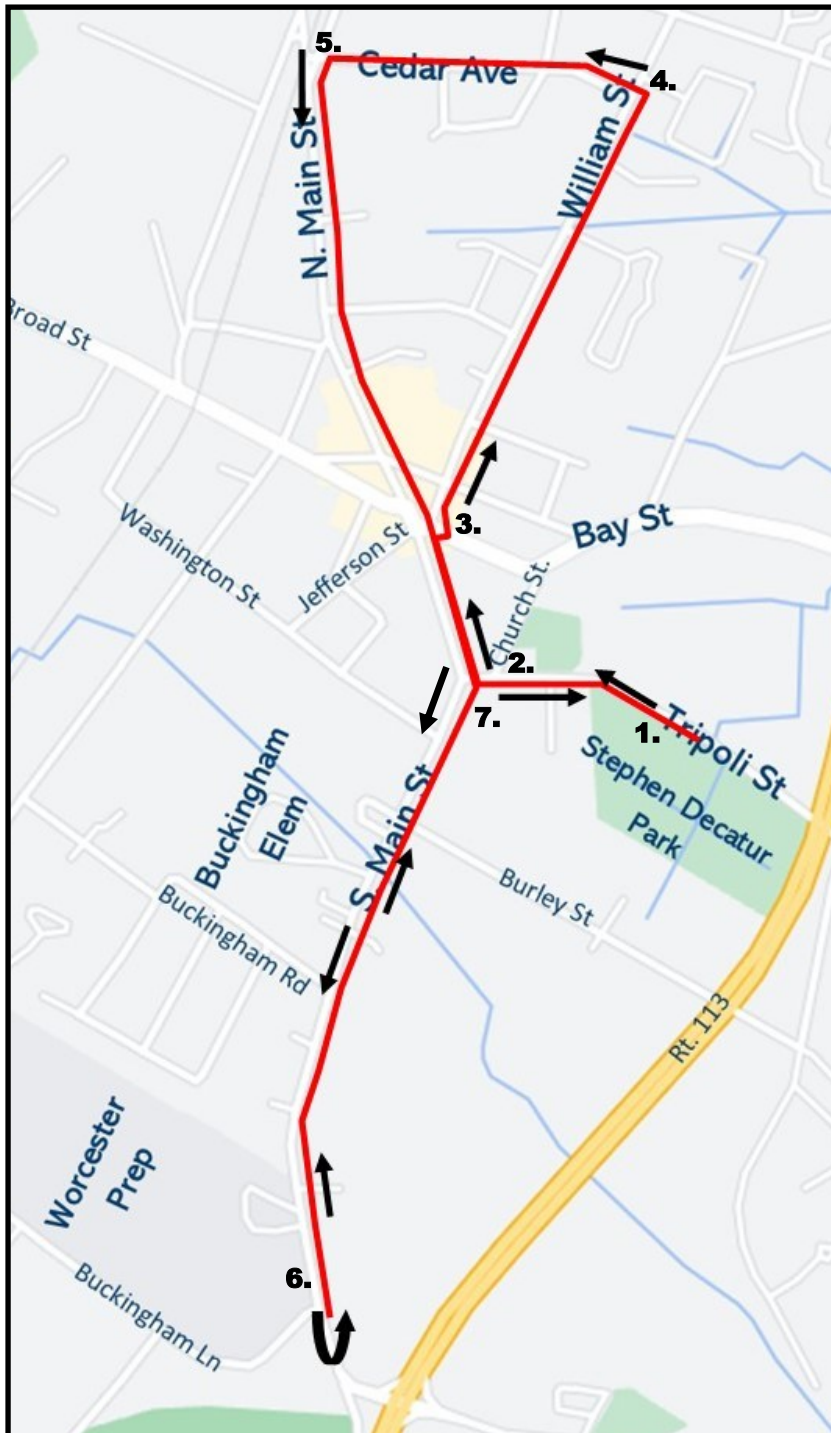 5.
Cedar Ave
4.
N. Main St
William St
Broad St
3.
Bay St
Washington St
Jefferson St
Church St.
2.
7.
1.
Tripoli St
Stephen Decatur
Park
Buckingham
Elem
S. Main St
Burley St
Buckingham Rd
Rt. 113
Worcester
Prep
6.
Buckingham Ln